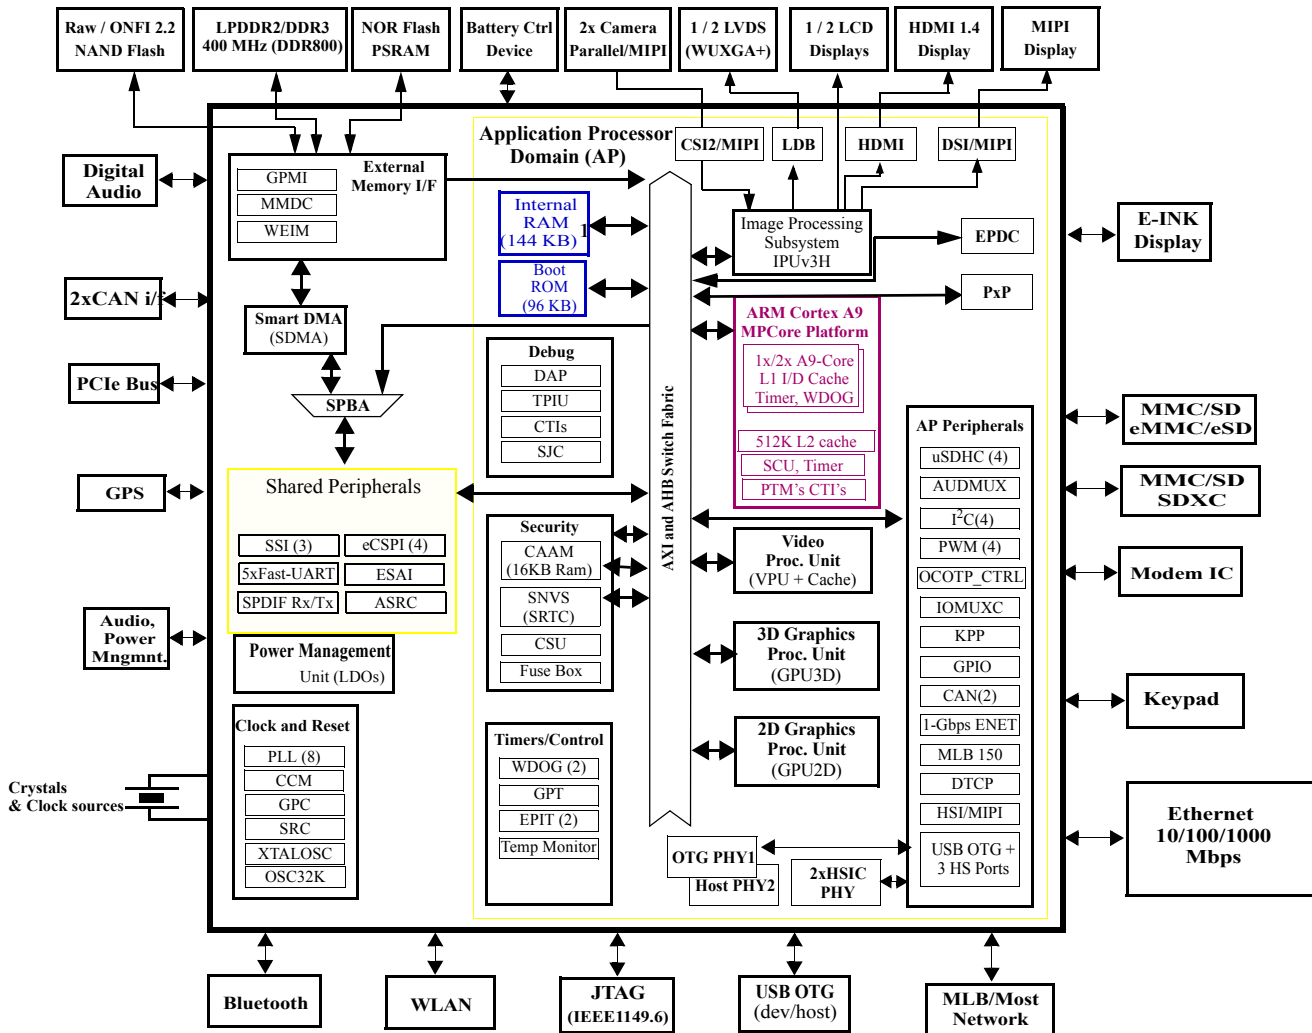 Raw / ONFI 2.2
NAND Flash
LPDDR2/DDR3
400 MHz (DDR800)
NOR Flash
PSRAM
Battery Ctrl
Device
2x Camera
Parallel/MIPI
1 / 2 LVDS
(WUXGA+)
1 / 2 LCD
Displays
HDMI 1.4
Display
MIPI
Display
Application Processor
Domain (AP)
CSI2/MIPI
LDB
HDMI
DSI/MIPI
External
Memory I/F
GPMI
MMDC
WEIM
Internal
RAM
(144 KB)
1
Boot
ROM
(96 KB)
Image Processing
Subsystem
IPUv3H
EPDC
PxP
Digital
Audio
2xCAN i/f
PCIe Bus
GPS
Audio,
Power
Mngmnt.
Crystals
& Clock sources
Smart DMA
(SDMA)
SPBA
Shared Peripherals
SSI (3)
eCSPI (4)
5xFast-UART
ESAI
SPDIF Rx/Tx
ASRC
Power Management
Unit (LDOs)
Clock and Reset
PLL (8)
CCM
GPC
SRC
XTALOSC
OSC32K
Debug
DAP
TPIU
CTIs
SJC
Security
CAAM
(16KB Ram)
SNVS
(SRTC)
CSU
Fuse Box
Timers/Control
WDOG (2)
GPT
EPIT (2)
Temp Monitor
AXI and AHB Switch Fabric
ARM Cortex A9
MPCore Platform
1x/2x A9-Core
L1 I/D Cache
Timer, WDOG
512K L2 cache
SCU, Timer
PTM's CTI's
Video
Proc. Unit
(VPU + Cache)
3D Graphics
Proc. Unit
(GPU3D)
2D Graphics
Proc. Unit
(GPU2D)
OTG PHY1
Host PHY2
2xHSIC
PHY
AP Peripherals
uSDHC (4)
AUDMUX
I²C(4)
PWM (4)
OCOTP_CTRL
IOMUXC
KPP
GPIO
CAN(2)
1-Gbps ENET
MLB 150
DTCP
HSI/MIPI
USB OTG +
3 HS Ports
E-INK
Display
MMC/SD
eMMC/eSD
MMC/SD
SDXC
Modem IC
Keypad
Ethernet
10/100/1000
Mbps
Bluetooth
WLAN
JTAG
(IEEE1149.6)
USB OTG
(dev/host)
MLB/Most
Network